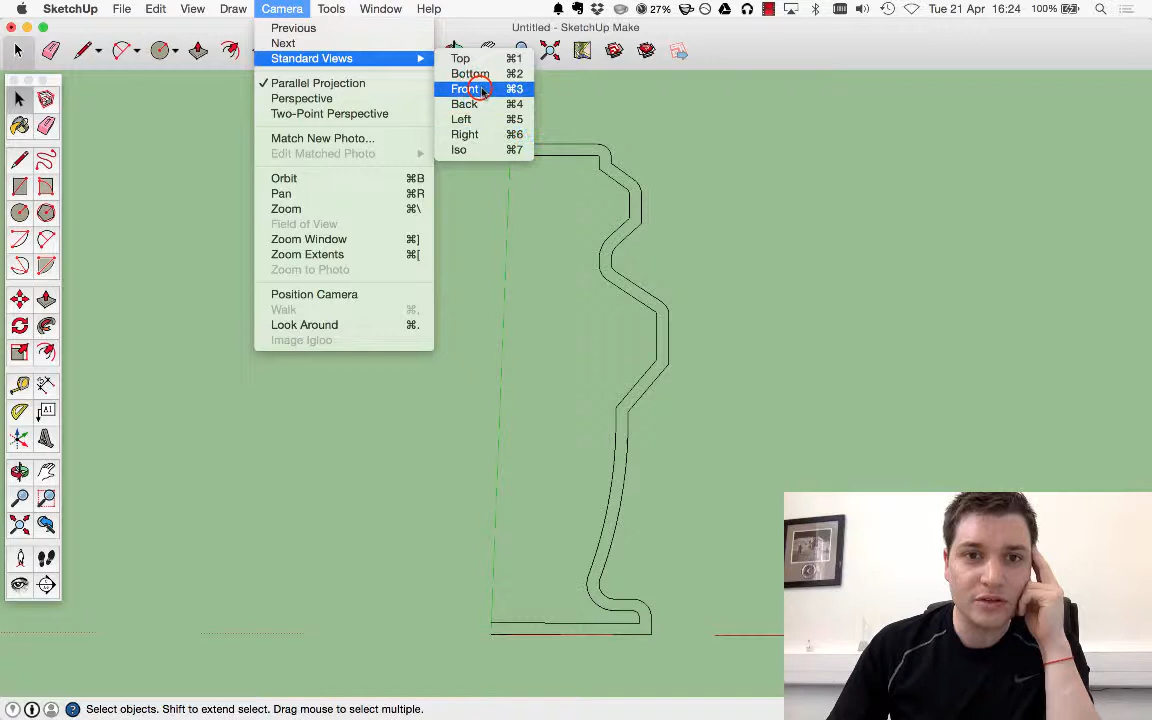 SketchUp File Edit View Draw Camera Tools Window Help 27% 100% Tue 21 Apr 16:24
Untitled - SketchUp Make
Previous
Next
Standard Views
Parallel Projection
Perspective
Two-Point Perspective
Match New Photo...
Edit Matched Photo
Orbit ⌘B
Pan ⌘R
Zoom ⌘\
Field of View
Zoom Window ⌘]
Zoom Extents ⌘[
Zoom to Photo
Position Camera
Walk ⌘,
Look Around ⌘.
Image Igloo
Top ⌘1
Bottom ⌘2
Front ⌘3
Back ⌘4
Left ⌘5
Right ⌘6
Iso ⌘7
AI
Select objects. Shift to extend select. Drag mouse to select multiple.